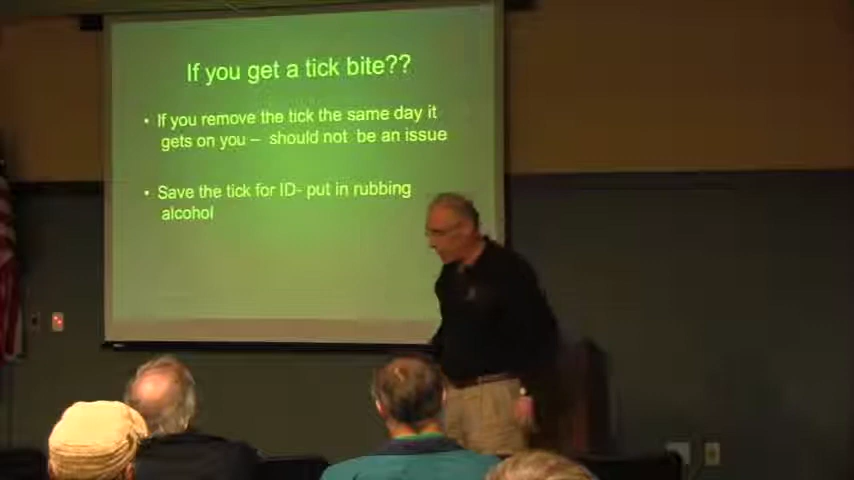 If you get a tick bite??
• If you remove the tick the same day it
gets on you – should not be an issue
• Save the tick for ID- put in rubbing
alcohol